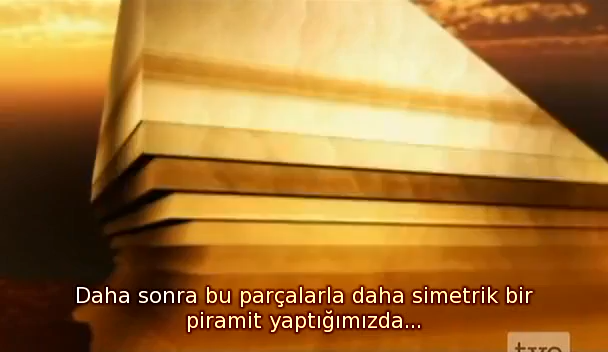 Daha sonra bu parçalarla daha simetrik bir
piramit yaptığımızda...